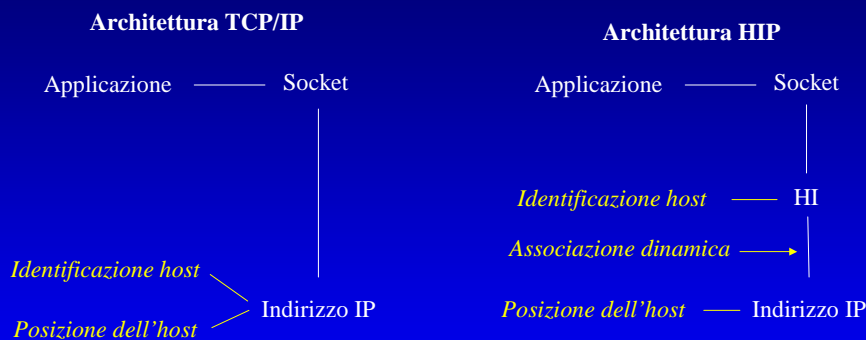 Architettura TCP/IP
Applicazione Socket
Identificazione host
Indirizzo IP
Posizione dell'host
Architettura HIP
Applicazione Socket
Identificazione host HI
Associazione dinamica
Posizione dell'host Indirizzo IP